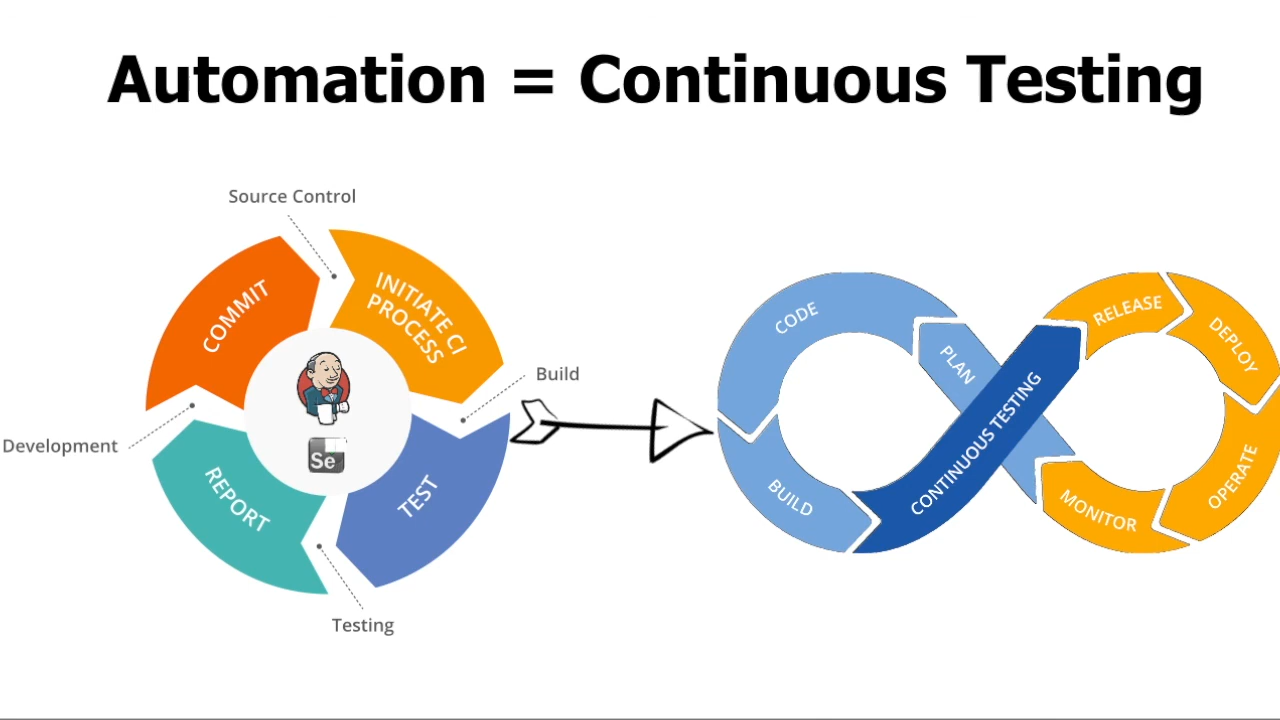 Automation = Continuous Testing
Source Control
COMMIT
INITIATE CI
PROCESS
Build
Development
Se
REPORT
TEST
Testing
CODE
PLAN
BUILD
CONTINUOUS TESTING
RELEASE
DEPLOY
OPERATE
MONITOR